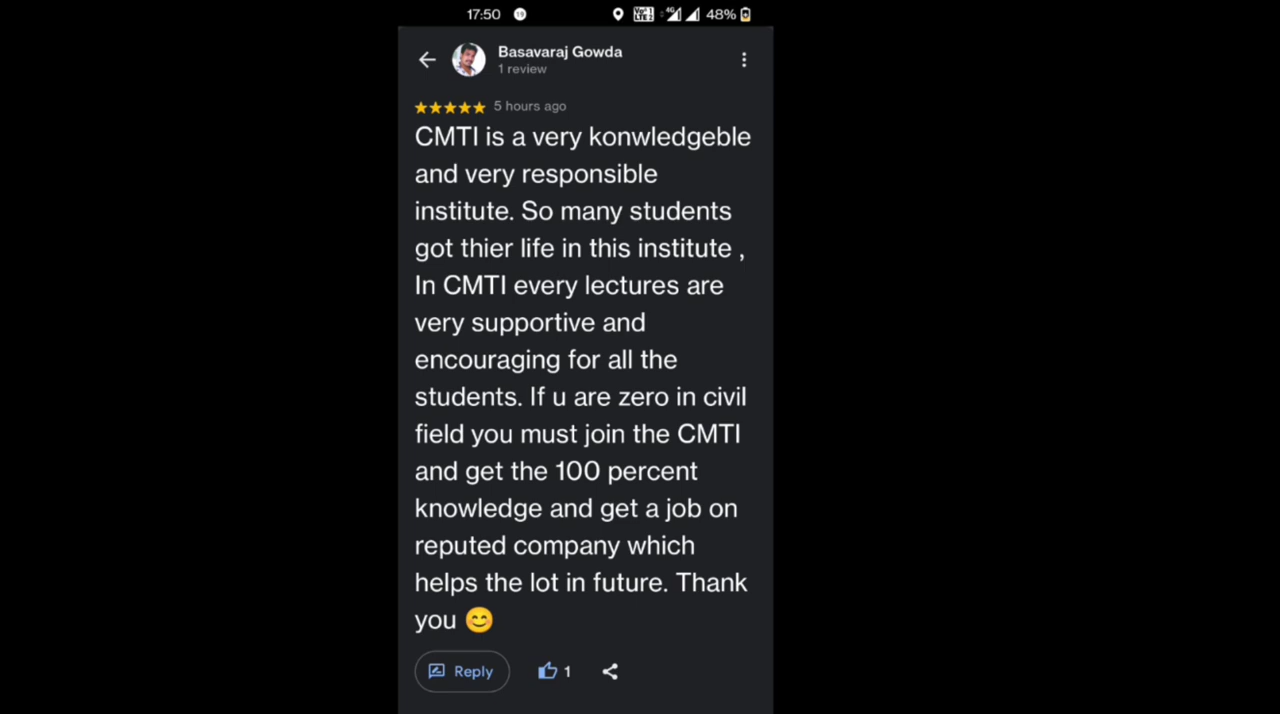 17:50 48%
Basavaraj Gowda
1 review
5 hours ago
CMTI is a very konwledgeble
and very responsible
institute. So many students
got thier life in this institute ,
In CMTI every lectures are
very supportive and
encouraging for all the
students. If u are zero in civil
field you must join the CMTI
and get the 100 percent
knowledge and get a job on
reputed company which
helps the lot in future. Thank
you 😊
Reply 1